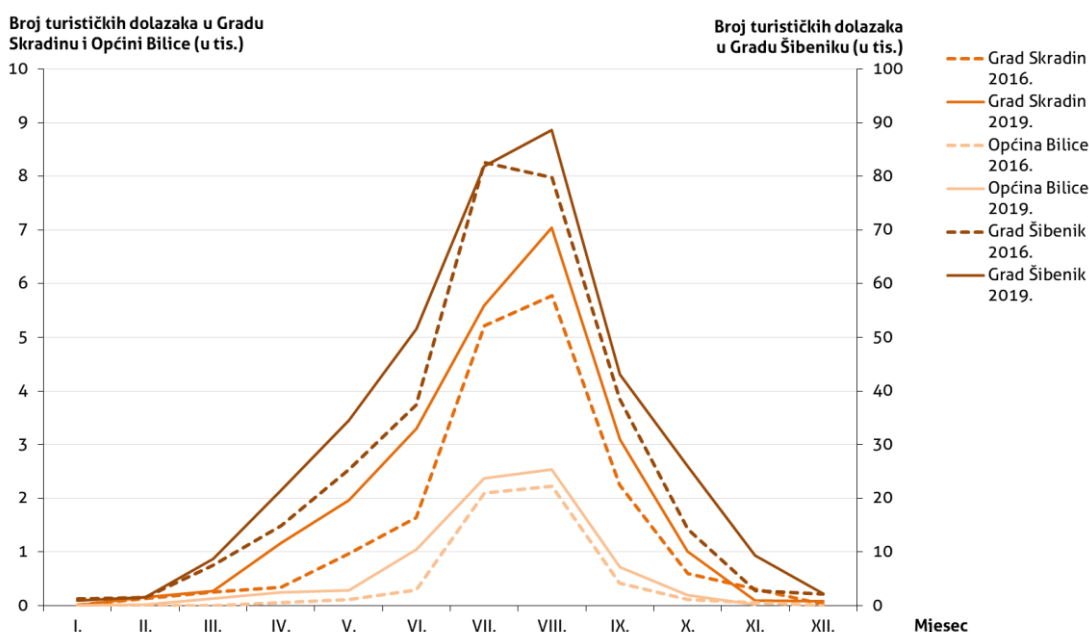 Broj turističkih dolazaka u Gradu
Skradinu i Općini Bilice (u tis.)
Broj turističkih dolazaka
u Gradu Šibeniku (u tis.)
10
9
8
7
6
5
4
3
2
1
0
100
90
80
70
60
50
40
30
20
10
0
I.
II.
III.
IV.
V.
VI.
VII.
VIII.
IX.
X.
XI.
XII.
Mjesec
Grad Skradin
2016.
Grad Skradin
2019.
Općina Bilice
2016.
Općina Bilice
2019.
Grad Šibenik
2016.
Grad Šibenik
2019.